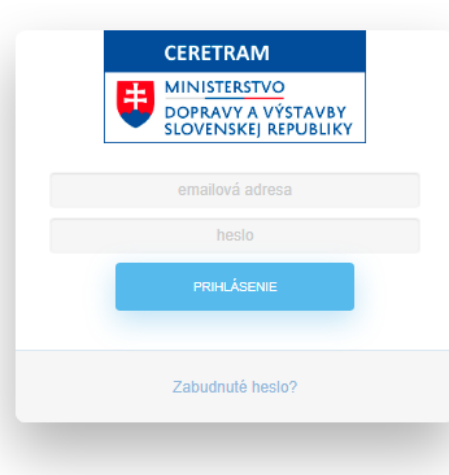 CERETRAM
MINISTERSTVO
DOPRAVY A VÝSTAVBY
SLOVENSKEJ REPUBLIKY
emailová adresa
heslo
PRIHLÁSENIE
Zabudnuté heslo?